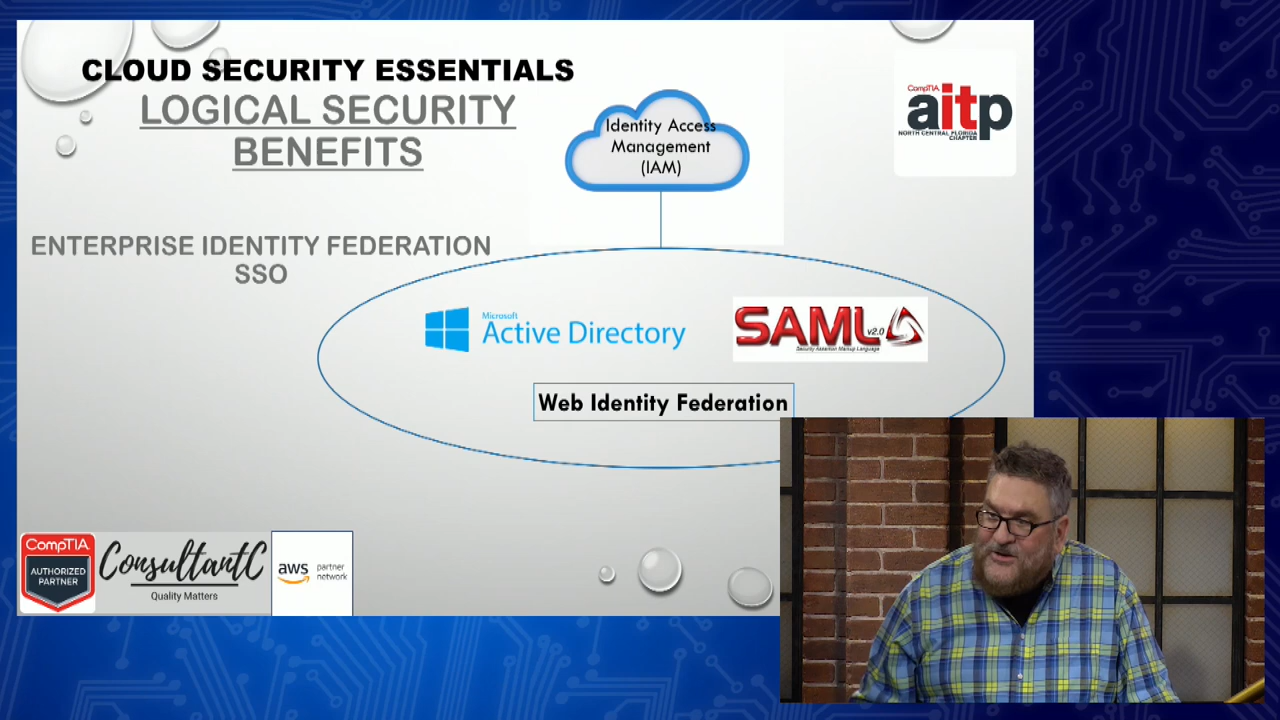 CLOUD SECURITY ESSENTIALS
LOGICAL SECURITY
BENEFITS
Identity Access
Management
(IAM)
CompTIA
aitp
NORTH CENTRAL FLORIDA
CHAPTER
ENTERPRISE IDENTITY FEDERATION
SSO
Microsoft
Active Directory
SAML v2.0
Security Assertion Markup Language
Web Identity Federation
CompTIA
AUTHORIZED
PARTNER
ConsultantC
Quality Matters
aws partner
network